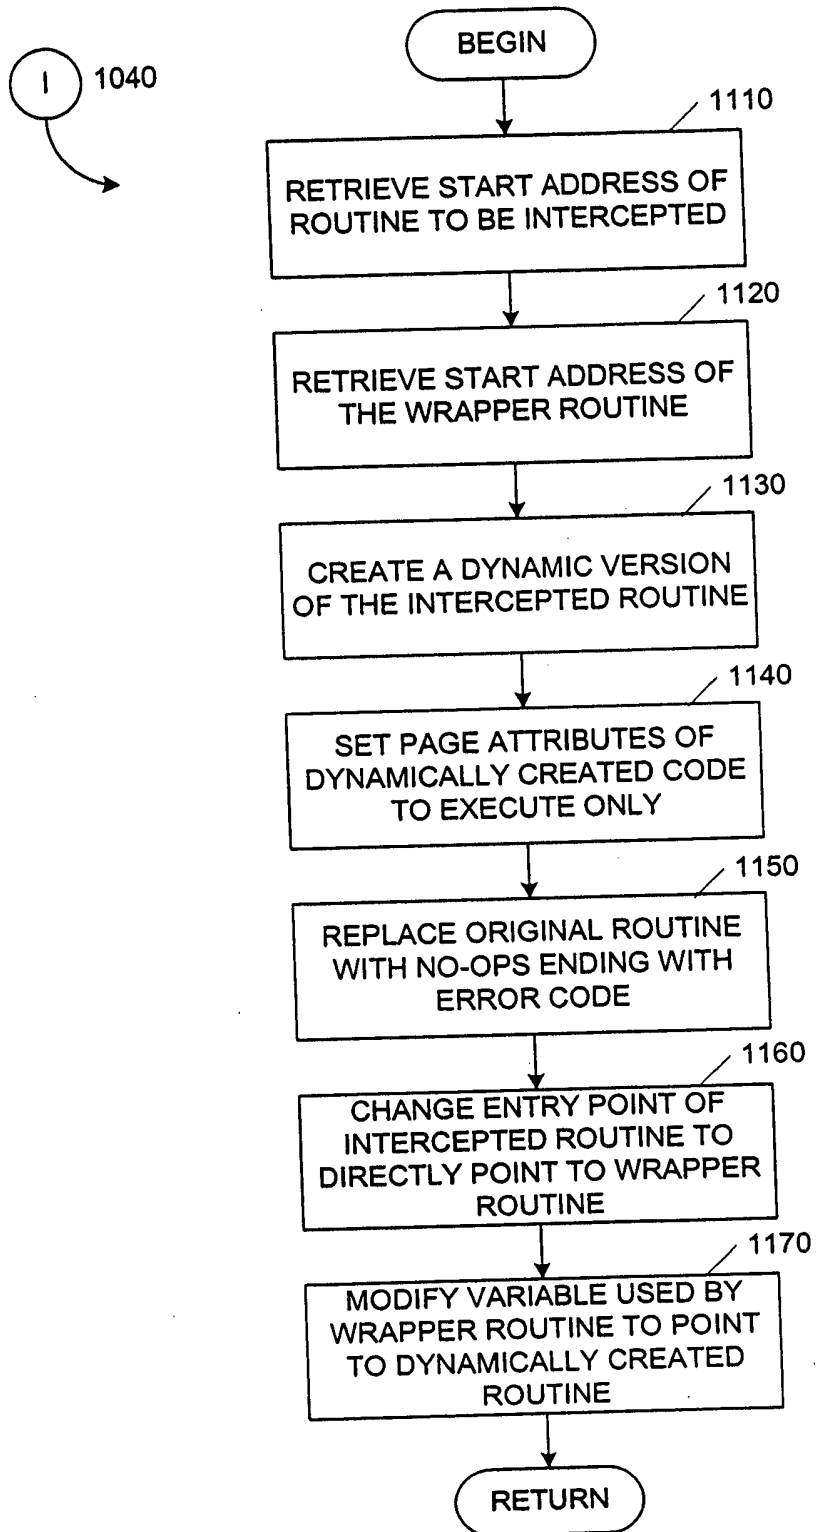 BEGIN
I
1040
1110
RETRIEVE START ADDRESS OF
ROUTINE TO BE INTERCEPTED
1120
RETRIEVE START ADDRESS OF
THE WRAPPER ROUTINE
1130
CREATE A DYNAMIC VERSION
OF THE INTERCEPTED ROUTINE
1140
SET PAGE ATTRIBUTES OF
DYNAMICALLY CREATED CODE
TO EXECUTE ONLY
1150
REPLACE ORIGINAL ROUTINE
WITH NO-OPS ENDING WITH
ERROR CODE
1160
CHANGE ENTRY POINT OF
INTERCEPTED ROUTINE TO
DIRECTLY POINT TO WRAPPER
ROUTINE
1170
MODIFY VARIABLE USED BY
WRAPPER ROUTINE TO POINT
TO DYNAMICALLY CREATED
ROUTINE
RETURN